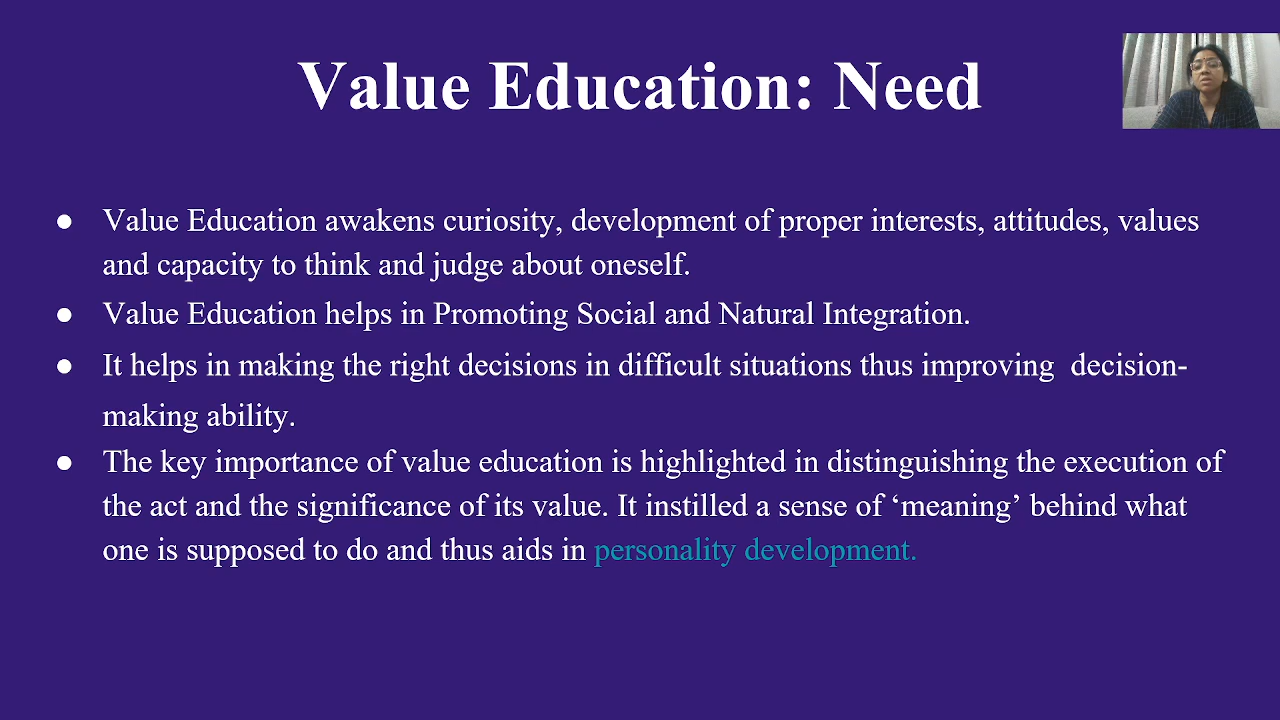 Value Education: Need
● Value Education awakens curiosity, development of proper interests, attitudes, values
and capacity to think and judge about oneself.
● Value Education helps in Promoting Social and Natural Integration.
● It helps in making the right decisions in difficult situations thus improving  decision-
making ability.
● The key importance of value education is highlighted in distinguishing the execution of
the act and the significance of its value. It instilled a sense of ‘meaning’ behind what
one is supposed to do and thus aids in personality development.